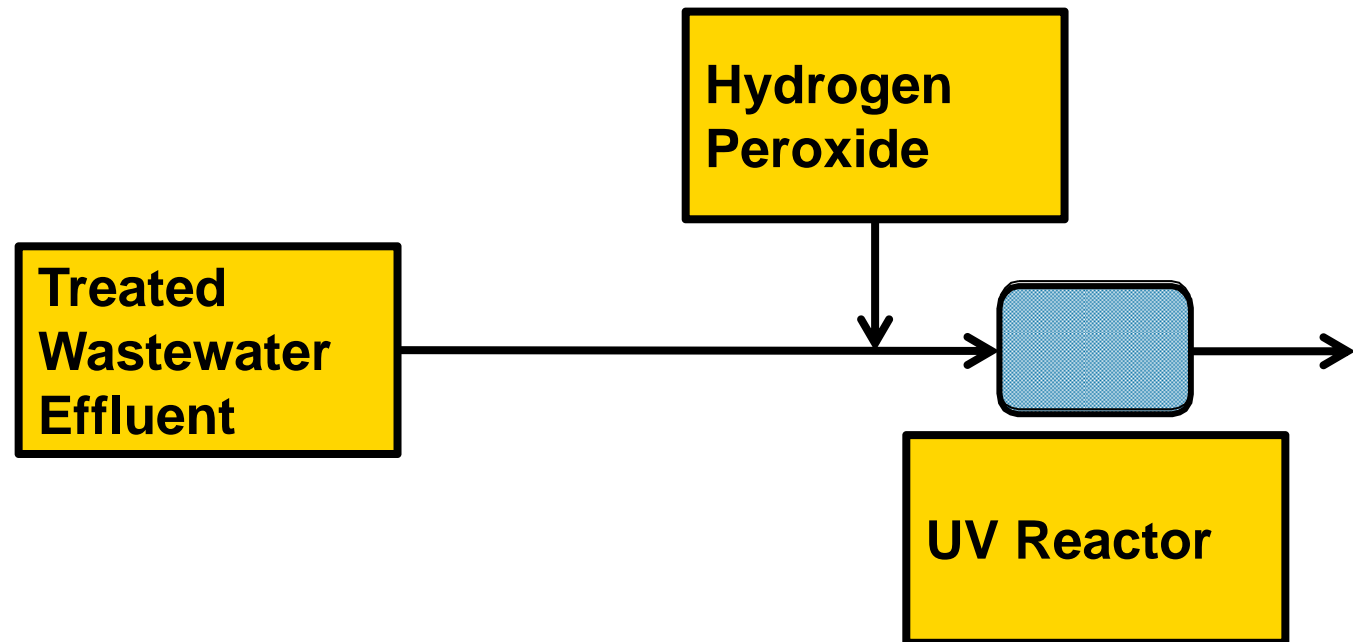 Hydrogen
Peroxide
Treated
Wastewater
Effluent
UV Reactor